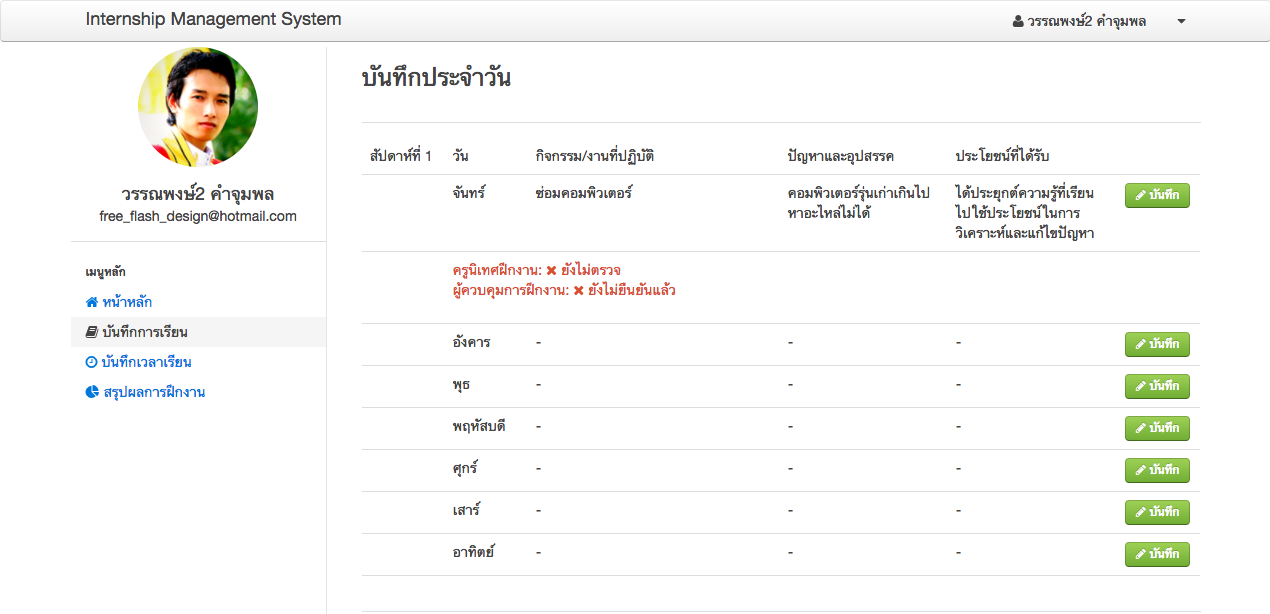 Internship Management System
วรรณพงษ์2 คำจุมพล
วรรณพงษ์2 คำจุมพล
free_flash_design@hotmail.com
เมนูหลัก
หน้าหลัก
บันทึกการเรียน
บันทึกเวลาเรียน
สรุปผลการฝึกงาน
บันทึกประจำวัน
สัปดาห์ที่ 1 วัน กิจกรรม/งานที่ปฏิบัติ ปัญหาและอุปสรรค ประโยชน์ที่ได้รับ
จันทร์ ซ่อมคอมพิวเตอร์ คอมพิวเตอร์รุ่นเก่าเกินไป ได้ประยุกต์ความรู้ที่เรียน บันทึก
หาอะไหล่ไม่ได้ ไปใช้ประโยชน์ในการ
วิเคราะห์และแก้ไขปัญหา
ครูนิเทศฝึกงาน: ✖ ยังไม่ตรวจ
ผู้ควบคุมการฝึกงาน: ✖ ยังไม่ยืนยันแล้ว
อังคาร - - - บันทึก
พุธ - - - บันทึก
พฤหัสบดี - - - บันทึก
ศุกร์ - - - บันทึก
เสาร์ - - - บันทึก
อาทิตย์ - - - บันทึก